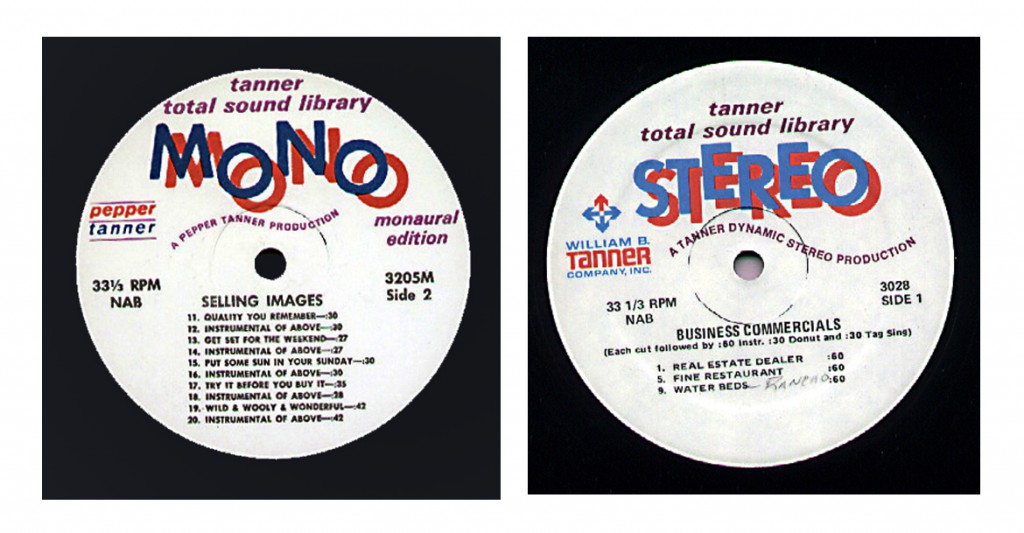 tanner
total sound library
MONO
pepper
tanner
A PEPPER TANNER PRODUCTION
monaural
edition
33⅓ RPM
NAB
3205M
Side 2
SELLING IMAGES
11. QUALITY YOU REMEMBER—:30
12. INSTRUMENTAL OF ABOVE—:30
13. GET SET FOR THE WEEKEND—:27
14. INSTRUMENTAL OF ABOVE—:27
15. PUT SOME SUN IN YOUR SUNDAY—:30
16. INSTRUMENTAL OF ABOVE—:30
17. TRY IT BEFORE YOU BUY IT—:35
18. INSTRUMENTAL OF ABOVE—:28
19. WILD & WOOLY & WONDERFUL—:42
20. INSTRUMENTAL OF ABOVE—:42
tanner
total sound library
STEREO
WILLIAM B.
TANNER
COMPANY, INC.
A TANNER DYNAMIC STEREO PRODUCTION
33 1/3 RPM
NAB
3028
SIDE 1
BUSINESS COMMERCIALS
(Each cut followed by :60 Instr. :30 Donut and :30 Tag Sing)
1. REAL ESTATE DEALER :60
5. FINE RESTAURANT :60
9. WATER BEDS— RANCHO :60